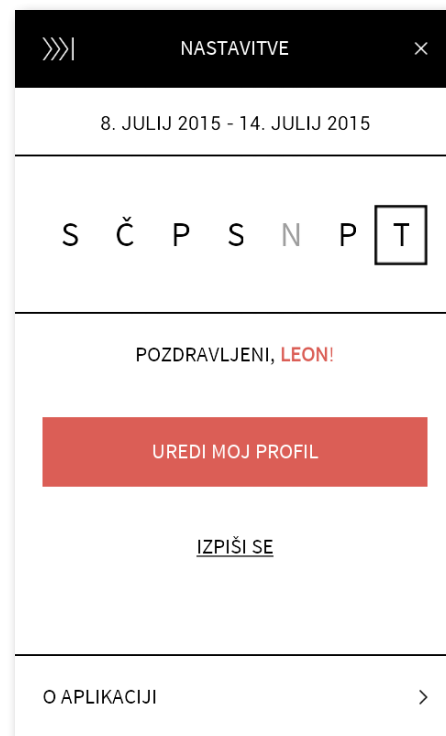 NASTAVITVE
8. JULIJ 2015 - 14. JULIJ 2015
S Č P S N P T
POZDRAVLJENI, LEON!
UREDI MOJ PROFIL
IZPIŠI SE
O APLIKACIJI